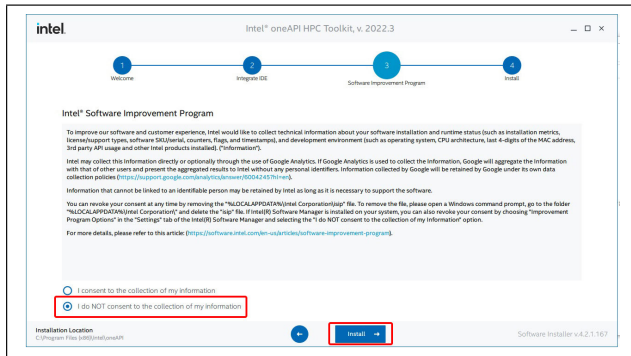 intel.
Intel® oneAPI HPC Toolkit, v. 2022.3
1
2
3
4
Welcome
Integrate IDE
Software Improvement Program
Install
Intel® Software Improvement Program
To improve our software and customer experience, Intel would like to collect technical information about your software installation and runtime status (such as installation metrics,
license/support types, software SKU/serial, counters, flags, and timestamps), and development environment (such as operating system, CPU architecture, last 4-digits of the MAC address,
3rd party API usage and other Intel products installed). ("Information").
Intel may collect this Information directly or optionally through the use of Google Analytics. If Google Analytics is used to collect the Information, Google will aggregate the Information
with that of other users and present the aggregated results to Intel without any personal identifiers. Information collected by Google will be retained by Google under its own data
collection policies (https://support.google.com/analytics/answer/6004245?hl=en).
Information that cannot be linked to an identifiable person may be retained by Intel as long as it is necessary to support the software.
You can revoke your consent at any time by removing the "%LOCALAPPDATA%\Intel Corporation\isip" file. To remove the file, please open a Windows command prompt, go to the folder
"%LOCALAPPDATA%\Intel Corporation\" and delete the "isip" file. If Intel(R) Software Manager is installed on your system, you can also revoke your consent by choosing "Improvement
Program Options" in the "Settings" tab of the Intel(R) Software Manager and selecting the "I do NOT consent to the collection of my Information" option.
For more details, please refer to this article: (https://software.intel.com/en-us/articles/software-improvement-program).
I consent to the collection of my information
I do NOT consent to the collection of my information
Installation Location
C:\Program Files (x86)\Intel\oneAPI
Install
Software Installer v.4.2.1.167